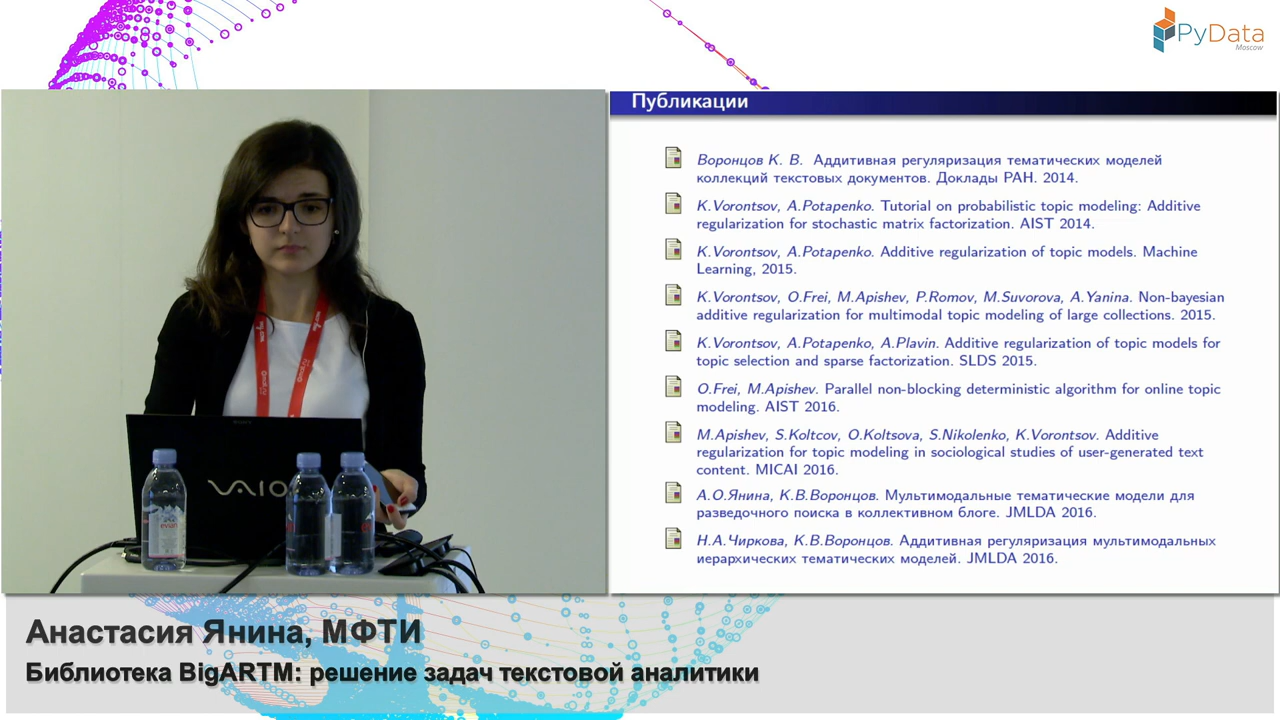 PyData
Moscow
Публикации
Воронцов К. В. Аддитивная регуляризация тематических моделей
коллекций текстовых документов. Доклады РАН. 2014.
K.Vorontsov, A.Potapenko. Tutorial on probabilistic topic modeling: Additive
regularization for stochastic matrix factorization. AIST 2014.
K.Vorontsov, A.Potapenko. Additive regularization of topic models. Machine
Learning, 2015.
K.Vorontsov, O.Frei, M.Apishev, P.Romov, M.Suvorova, A.Yanina. Non-bayesian
additive regularization for multimodal topic modeling of large collections. 2015.
K.Vorontsov, A.Potapenko, A.Plavin. Additive regularization of topic models for
topic selection and sparse factorization. SLDS 2015.
O.Frei, M.Apishev. Parallel non-blocking deterministic algorithm for online topic
modeling. AIST 2016.
M.Apishev, S.Koltcov, O.Koltsova, S.Nikolenko, K.Vorontsov. Additive
regularization for topic modeling in sociological studies of user-generated text
content. MICAI 2016.
А.О.Янина, К.В.Воронцов. Мультимодальные тематические модели для
разведочного поиска в коллективном блоге. JMLDA 2016.
Н.А.Чиркова, К.В.Воронцов. Аддитивная регуляризация мультимодальных
иерархических тематических моделей. JMLDA 2016.
VAIO
evian
Анастасия Янина, МФТИ
Библиотека BigARTM: решение задач текстовой аналитики